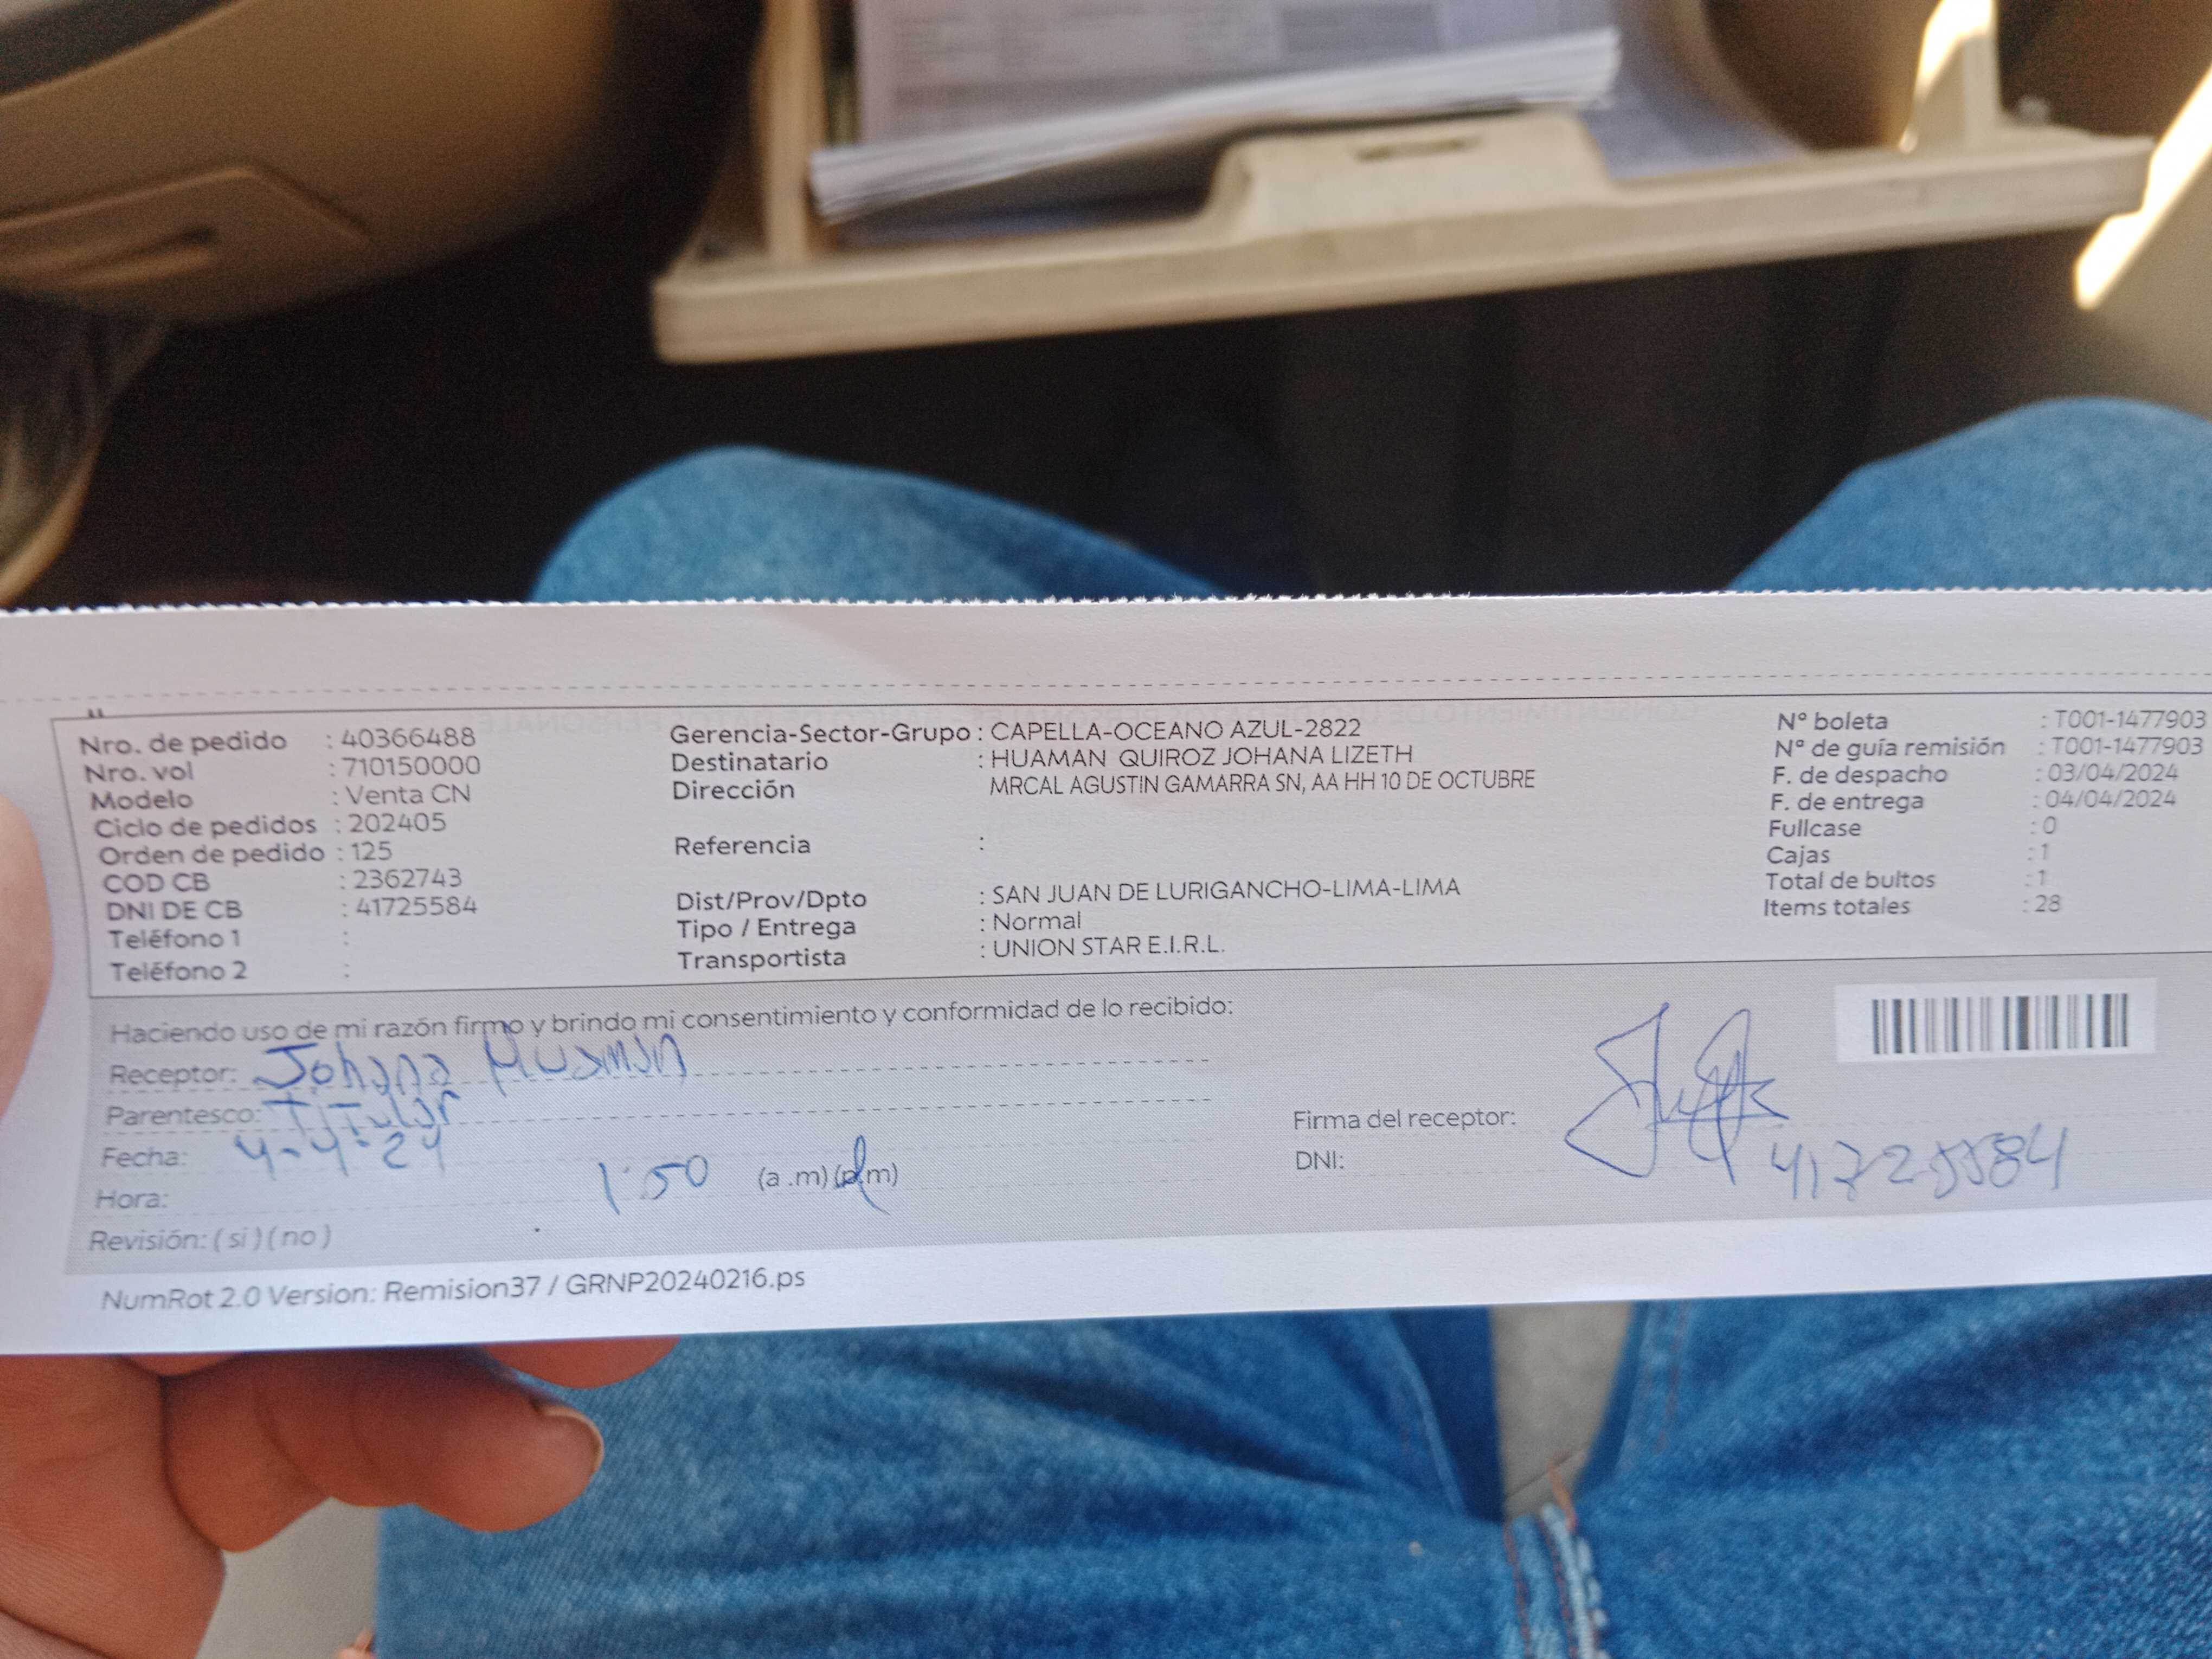 Nro. de pedido : 40366488
Nro. vol : 710150000
Modelo : Venta CN
Ciclo de pedidos : 202405
Orden de pedido : 125
COD CB : 2362743
DNI DE CB : 41725584
Teléfono 1 :
Teléfono 2 :
Gerencia-Sector-Grupo : CAPELLA-OCEANO AZUL-2822
Destinatario : HUAMAN QUIROZ JOHANA LIZETH
Dirección MRCAL AGUSTIN GAMARRA SN, AA HH 10 DE OCTUBRE
Referencia :
Dist/Prov/Dpto : SAN JUAN DE LURIGANCHO-LIMA-LIMA
Tipo / Entrega : Normal
Transportista : UNION STAR E.I.R.L.
Nº boleta : T001-1477903
Nº de guía remisión : T001-1477903
F. de despacho : 03/04/2024
F. de entrega : 04/04/2024
Fullcase : 0
Cajas : 1
Total de bultos : 1
Items totales : 28
Haciendo uso de mi razón firmo y brindo mi consentimiento y conformidad de lo recibido:
Receptor: Johana Huaman
Parentesco: Titular
Fecha: 4-4-24
Hora: 1:50 (a .m) (p.m)
Revisión: ( si ) ( no )
Firma del receptor:
DNI: 41725584
NumRot 2.0 Version: Remision37 / GRNP20240216.ps